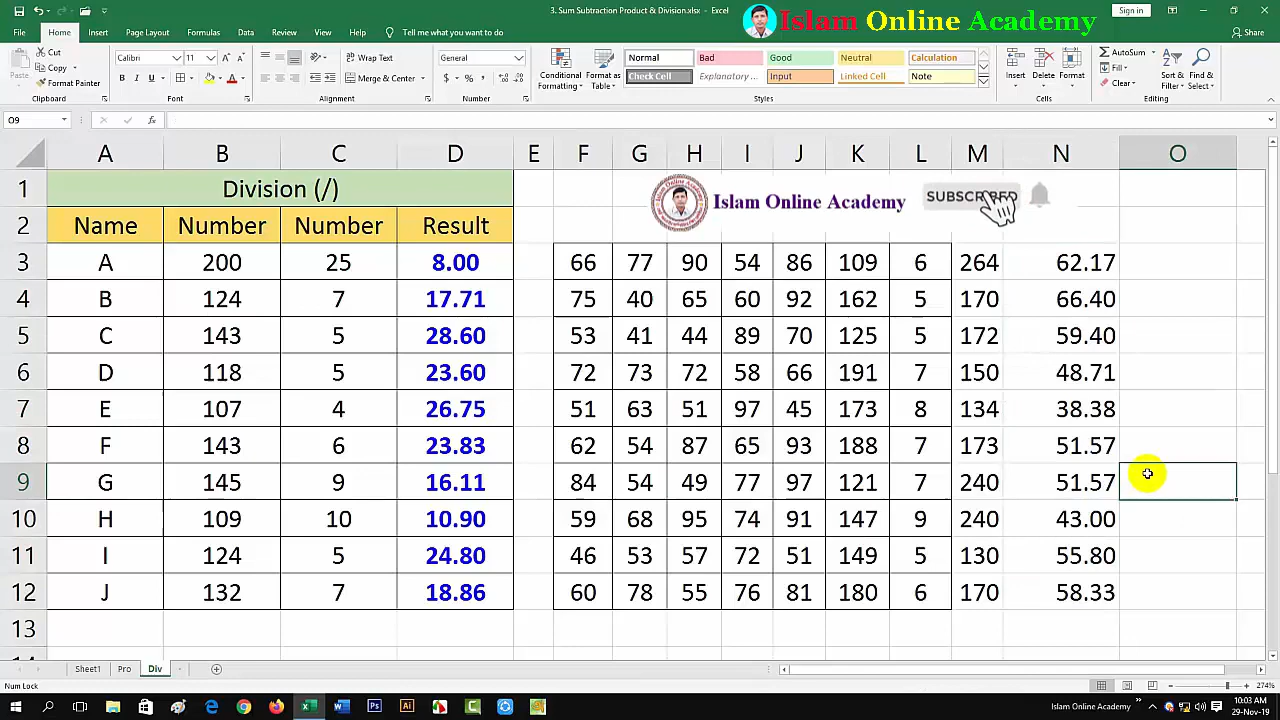 3. Sum Subtraction Product & Division.xlsx - Excel
Islam Online Academy
Sign in
File Home Insert Page Layout Formulas Data Review View Help Tell me what you want to do Share
Paste Cut Copy Format Painter Clipboard
Calibri 11 B I U A Font
Wrap Text Merge & Center Alignment
General $ % , Number
Conditional Formatting Format as Table
Normal Bad Good Neutral Calculation
Check Cell Explanatory ... Input Linked Cell Note
Styles
Insert Delete Format Cells
AutoSum Fill Clear Sort & Filter Find & Select Editing
O9 fx
A B C D E F G H I J K L M N O
1 Division (/) Islam Online Academy SUBSCRIBED
2 Name Number Number Result
3 A 200 25 8.00 66 77 90 54 86 109 6 264 62.17
4 B 124 7 17.71 75 40 65 60 92 162 5 170 66.40
5 C 143 5 28.60 53 41 44 89 70 125 5 172 59.40
6 D 118 5 23.60 72 73 72 58 66 191 7 150 48.71
7 E 107 4 26.75 51 63 51 97 45 173 8 134 38.38
8 F 143 6 23.83 62 54 87 65 93 188 7 173 51.57
9 G 145 9 16.11 84 54 49 77 97 121 7 240 51.57
10 H 109 10 10.90 59 68 95 74 91 147 9 240 43.00
11 I 124 5 24.80 46 53 57 72 51 149 5 130 55.80
12 J 132 7 18.86 60 78 55 76 81 180 6 170 58.33
13
Sheet1 Pro Div
Num Lock 274%
Islam Online Academy 10:03 AM
29-Nov-19